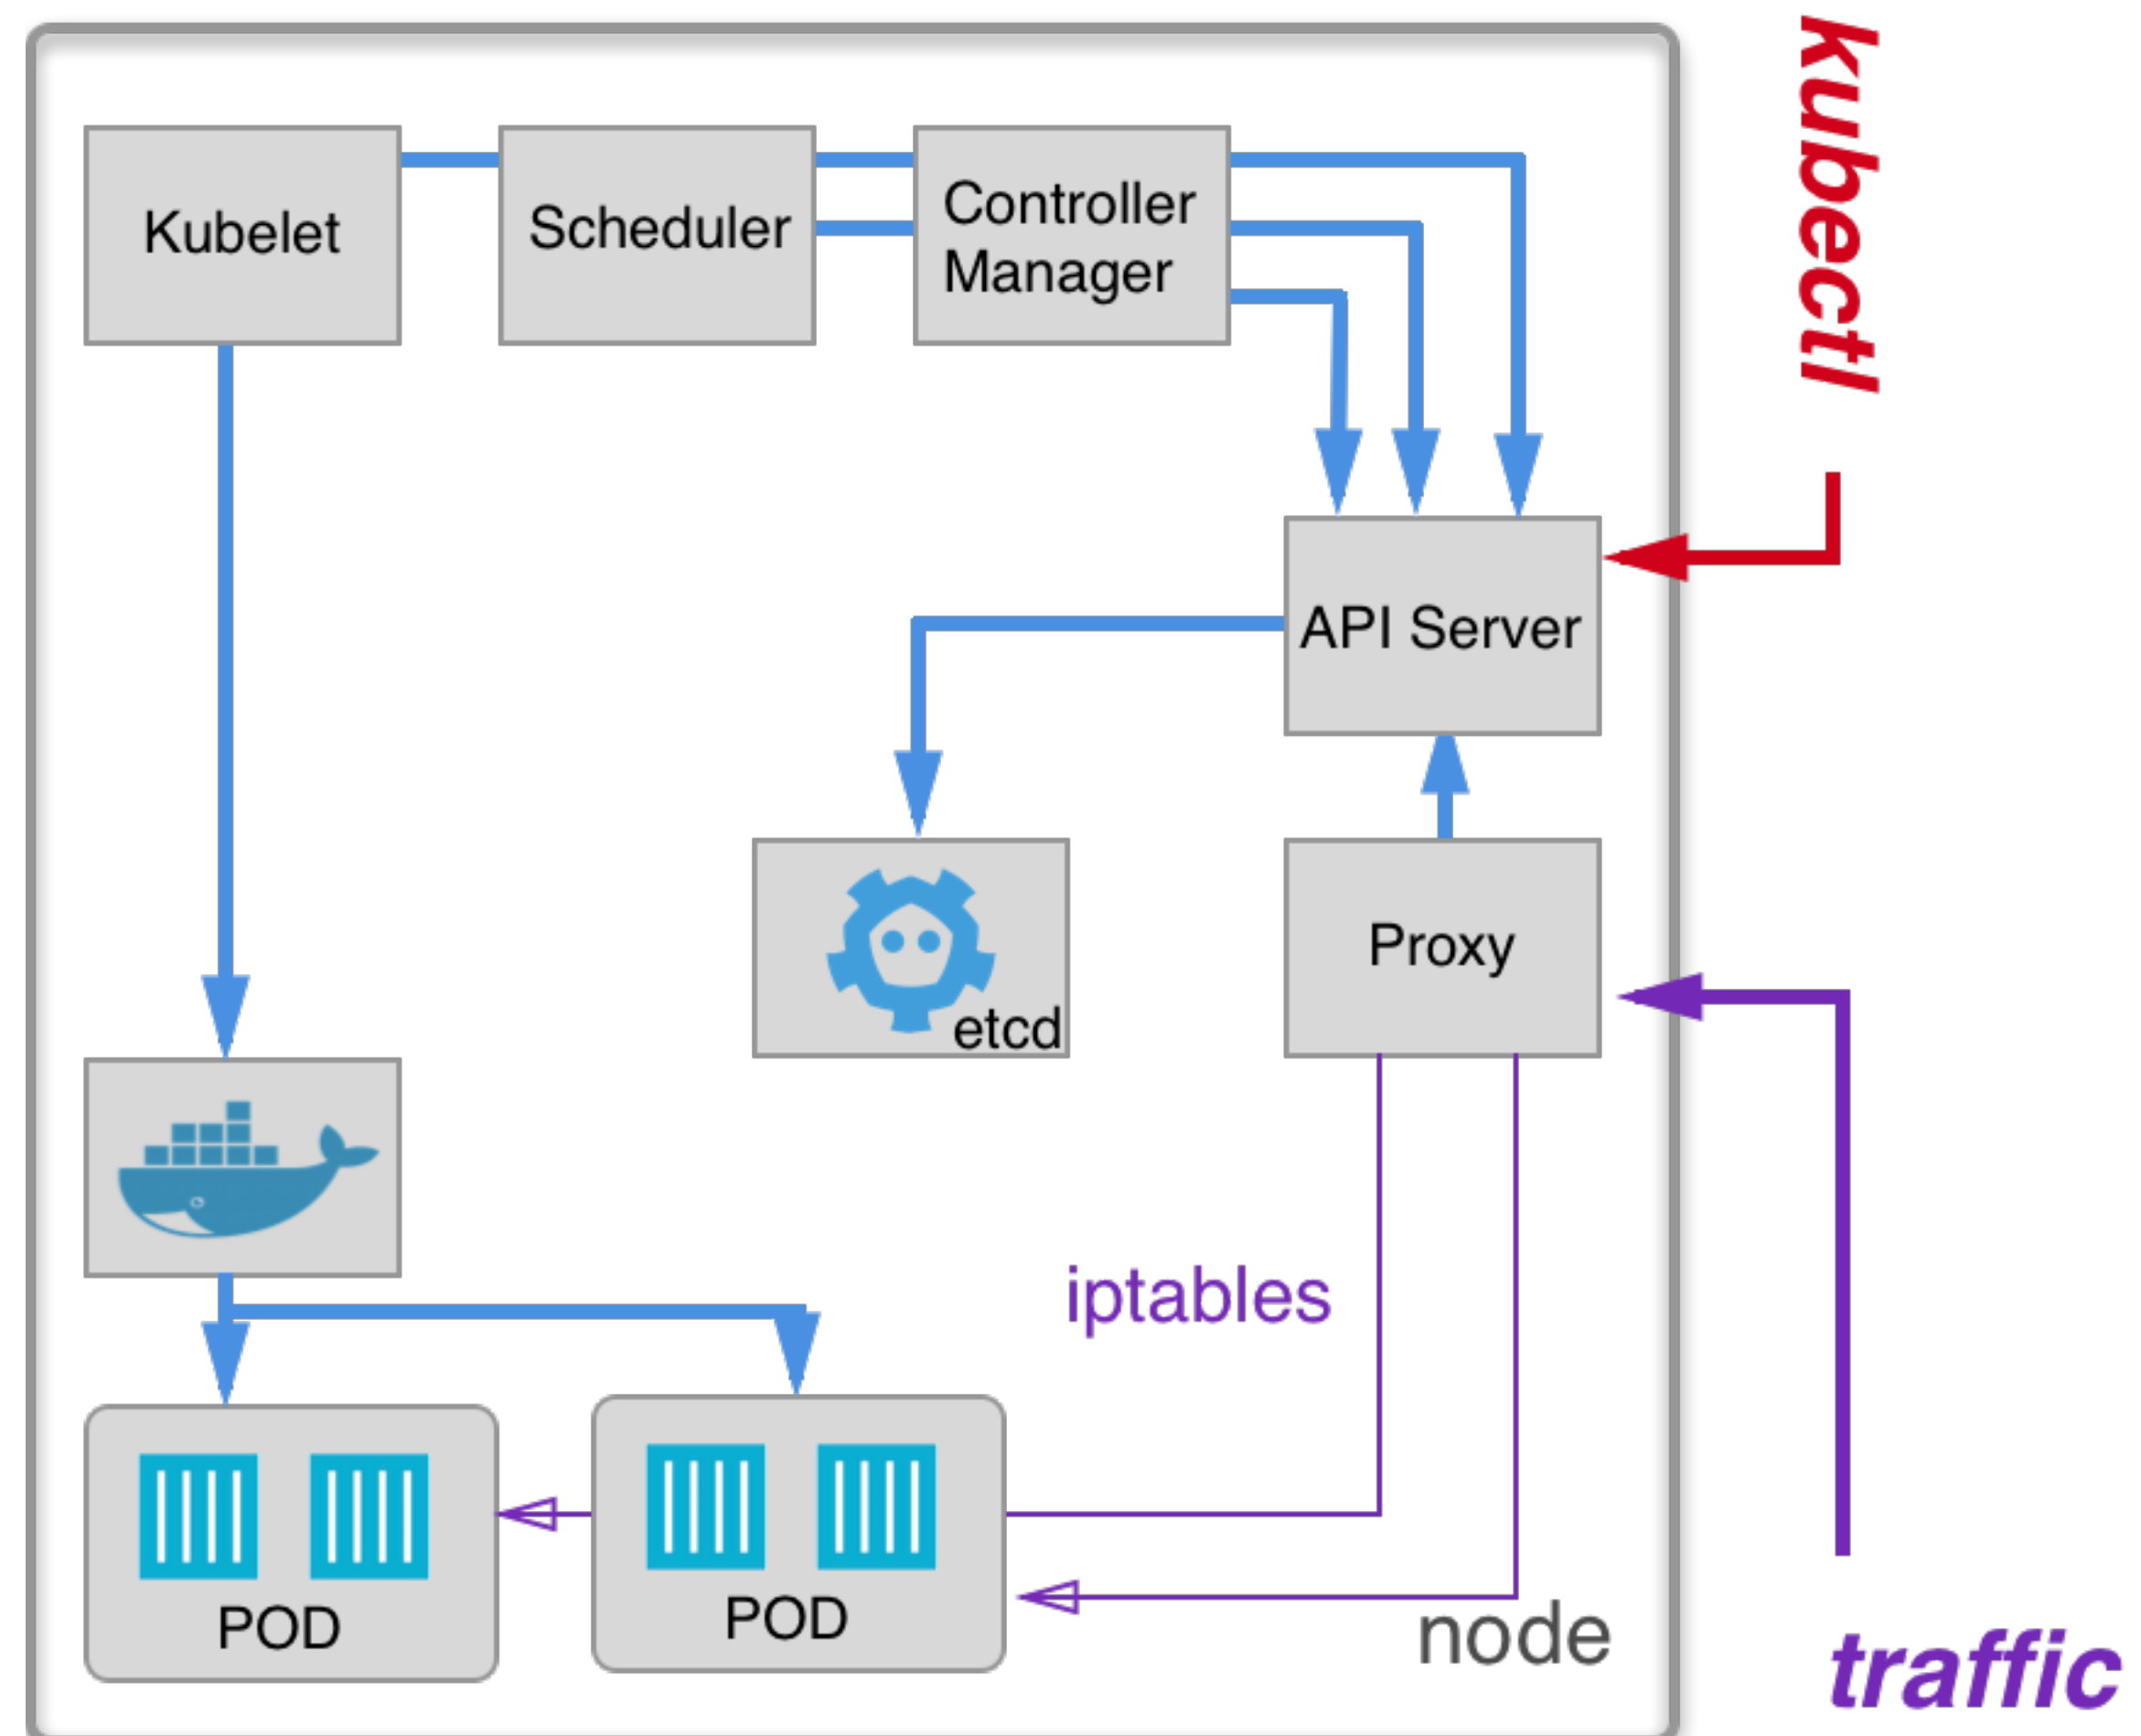 kubectl
Kubelet
Scheduler
Controller
Manager
API Server
Proxy
etcd
iptables
POD
POD
node
traffic